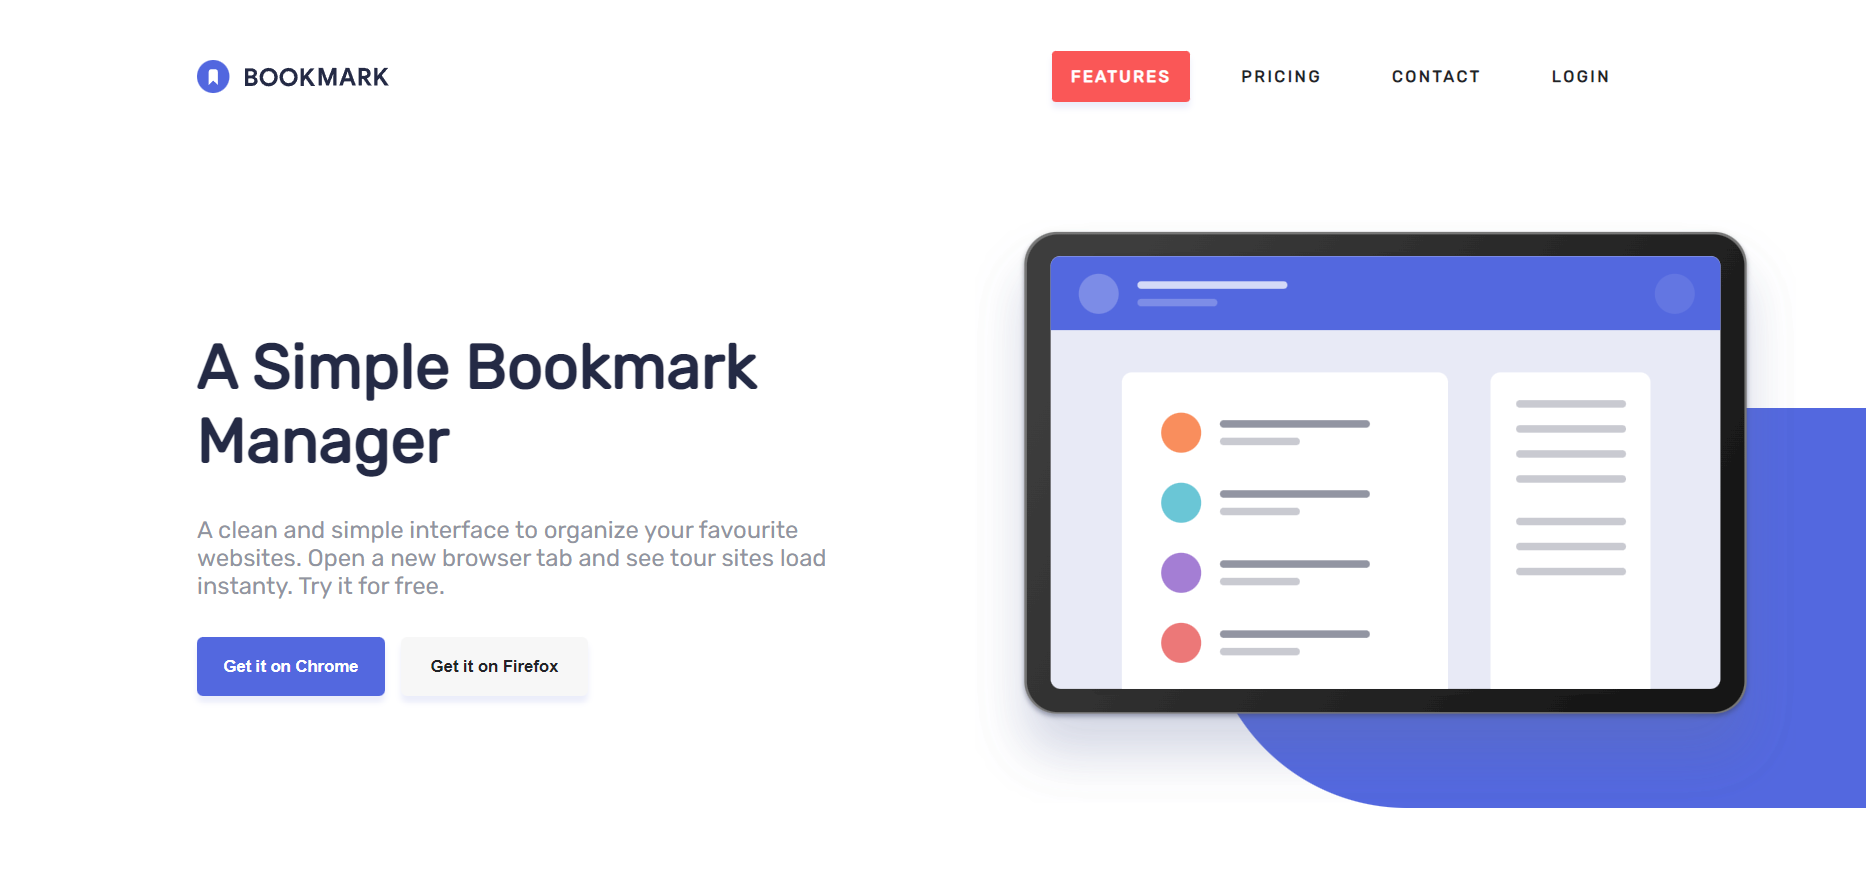 BOOKMARK
FEATURES PRICING CONTACT LOGIN
A Simple Bookmark
Manager
A clean and simple interface to organize your favourite
websites. Open a new browser tab and see tour sites load
instanty. Try it for free.
Get it on Chrome Get it on Firefox